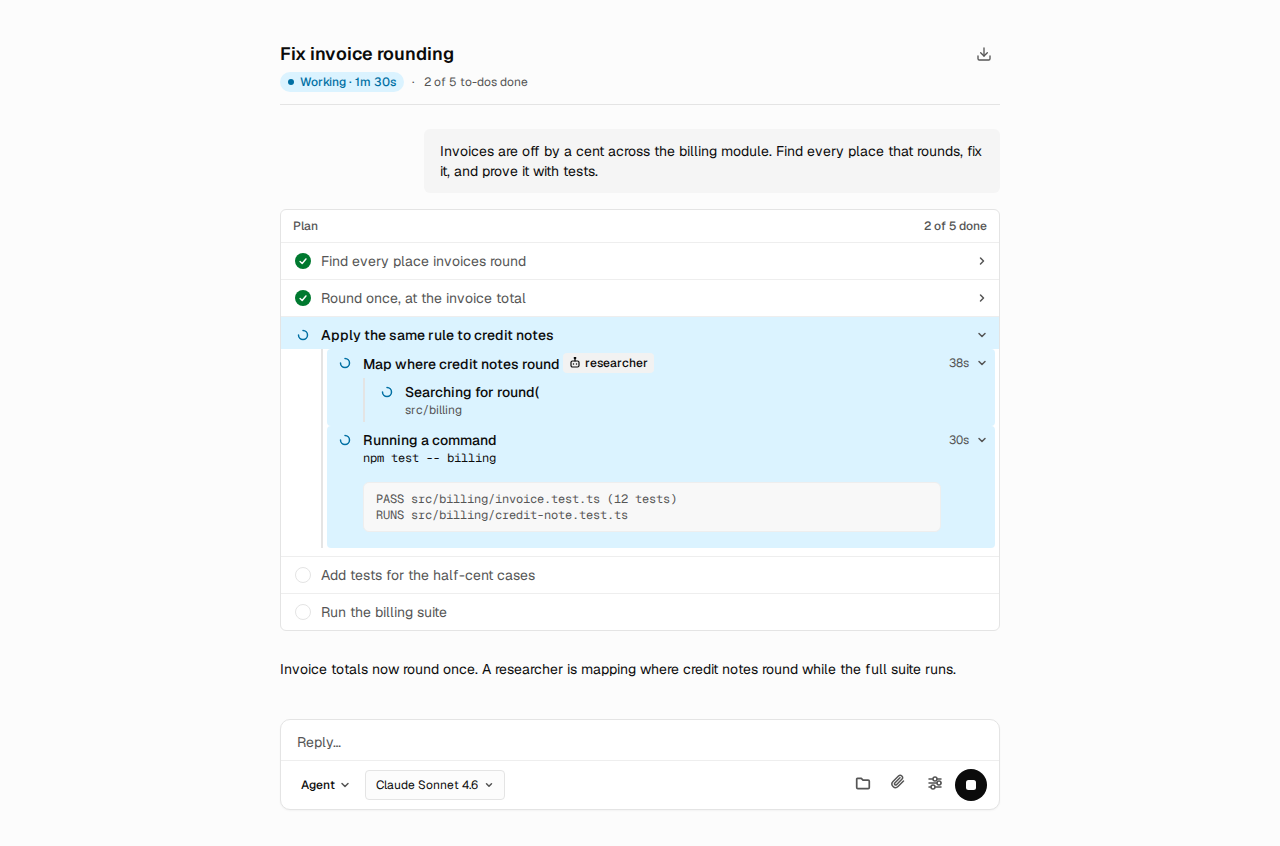 Fix invoice rounding
Working · 1m 30s · 2 of 5 to-dos done
Invoices are off by a cent across the billing module. Find every place that rounds, fix
it, and prove it with tests.
Plan 2 of 5 done
Find every place invoices round
Round once, at the invoice total
Apply the same rule to credit notes
Map where credit notes round researcher 38s
Searching for round(
src/billing
Running a command 30s
npm test -- billing
PASS src/billing/invoice.test.ts (12 tests)
RUNS src/billing/credit-note.test.ts
Add tests for the half-cent cases
Run the billing suite
Invoice totals now round once. A researcher is mapping where credit notes round while the full suite runs.
Reply…
Agent Claude Sonnet 4.6